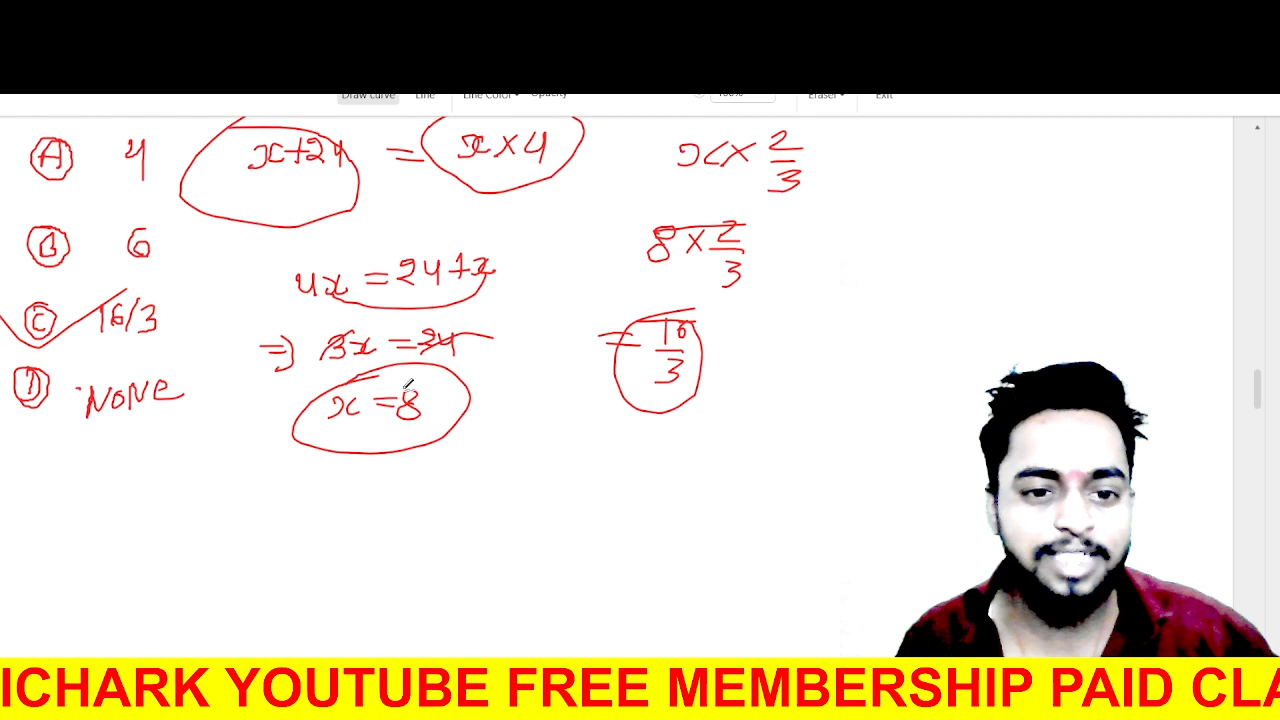 Draw curve Line Line Color Opacity 100% Eraser Exit
(A) 4 x+24 = x×4 x×2/3
(B) 6 8×2/3
4x = 24+x
(C) 16/3 ⇒ 3x = 24 = 16/3
(D) NONE x = 8
ICHARK YOUTUBE FREE MEMBERSHIP PAID CLA